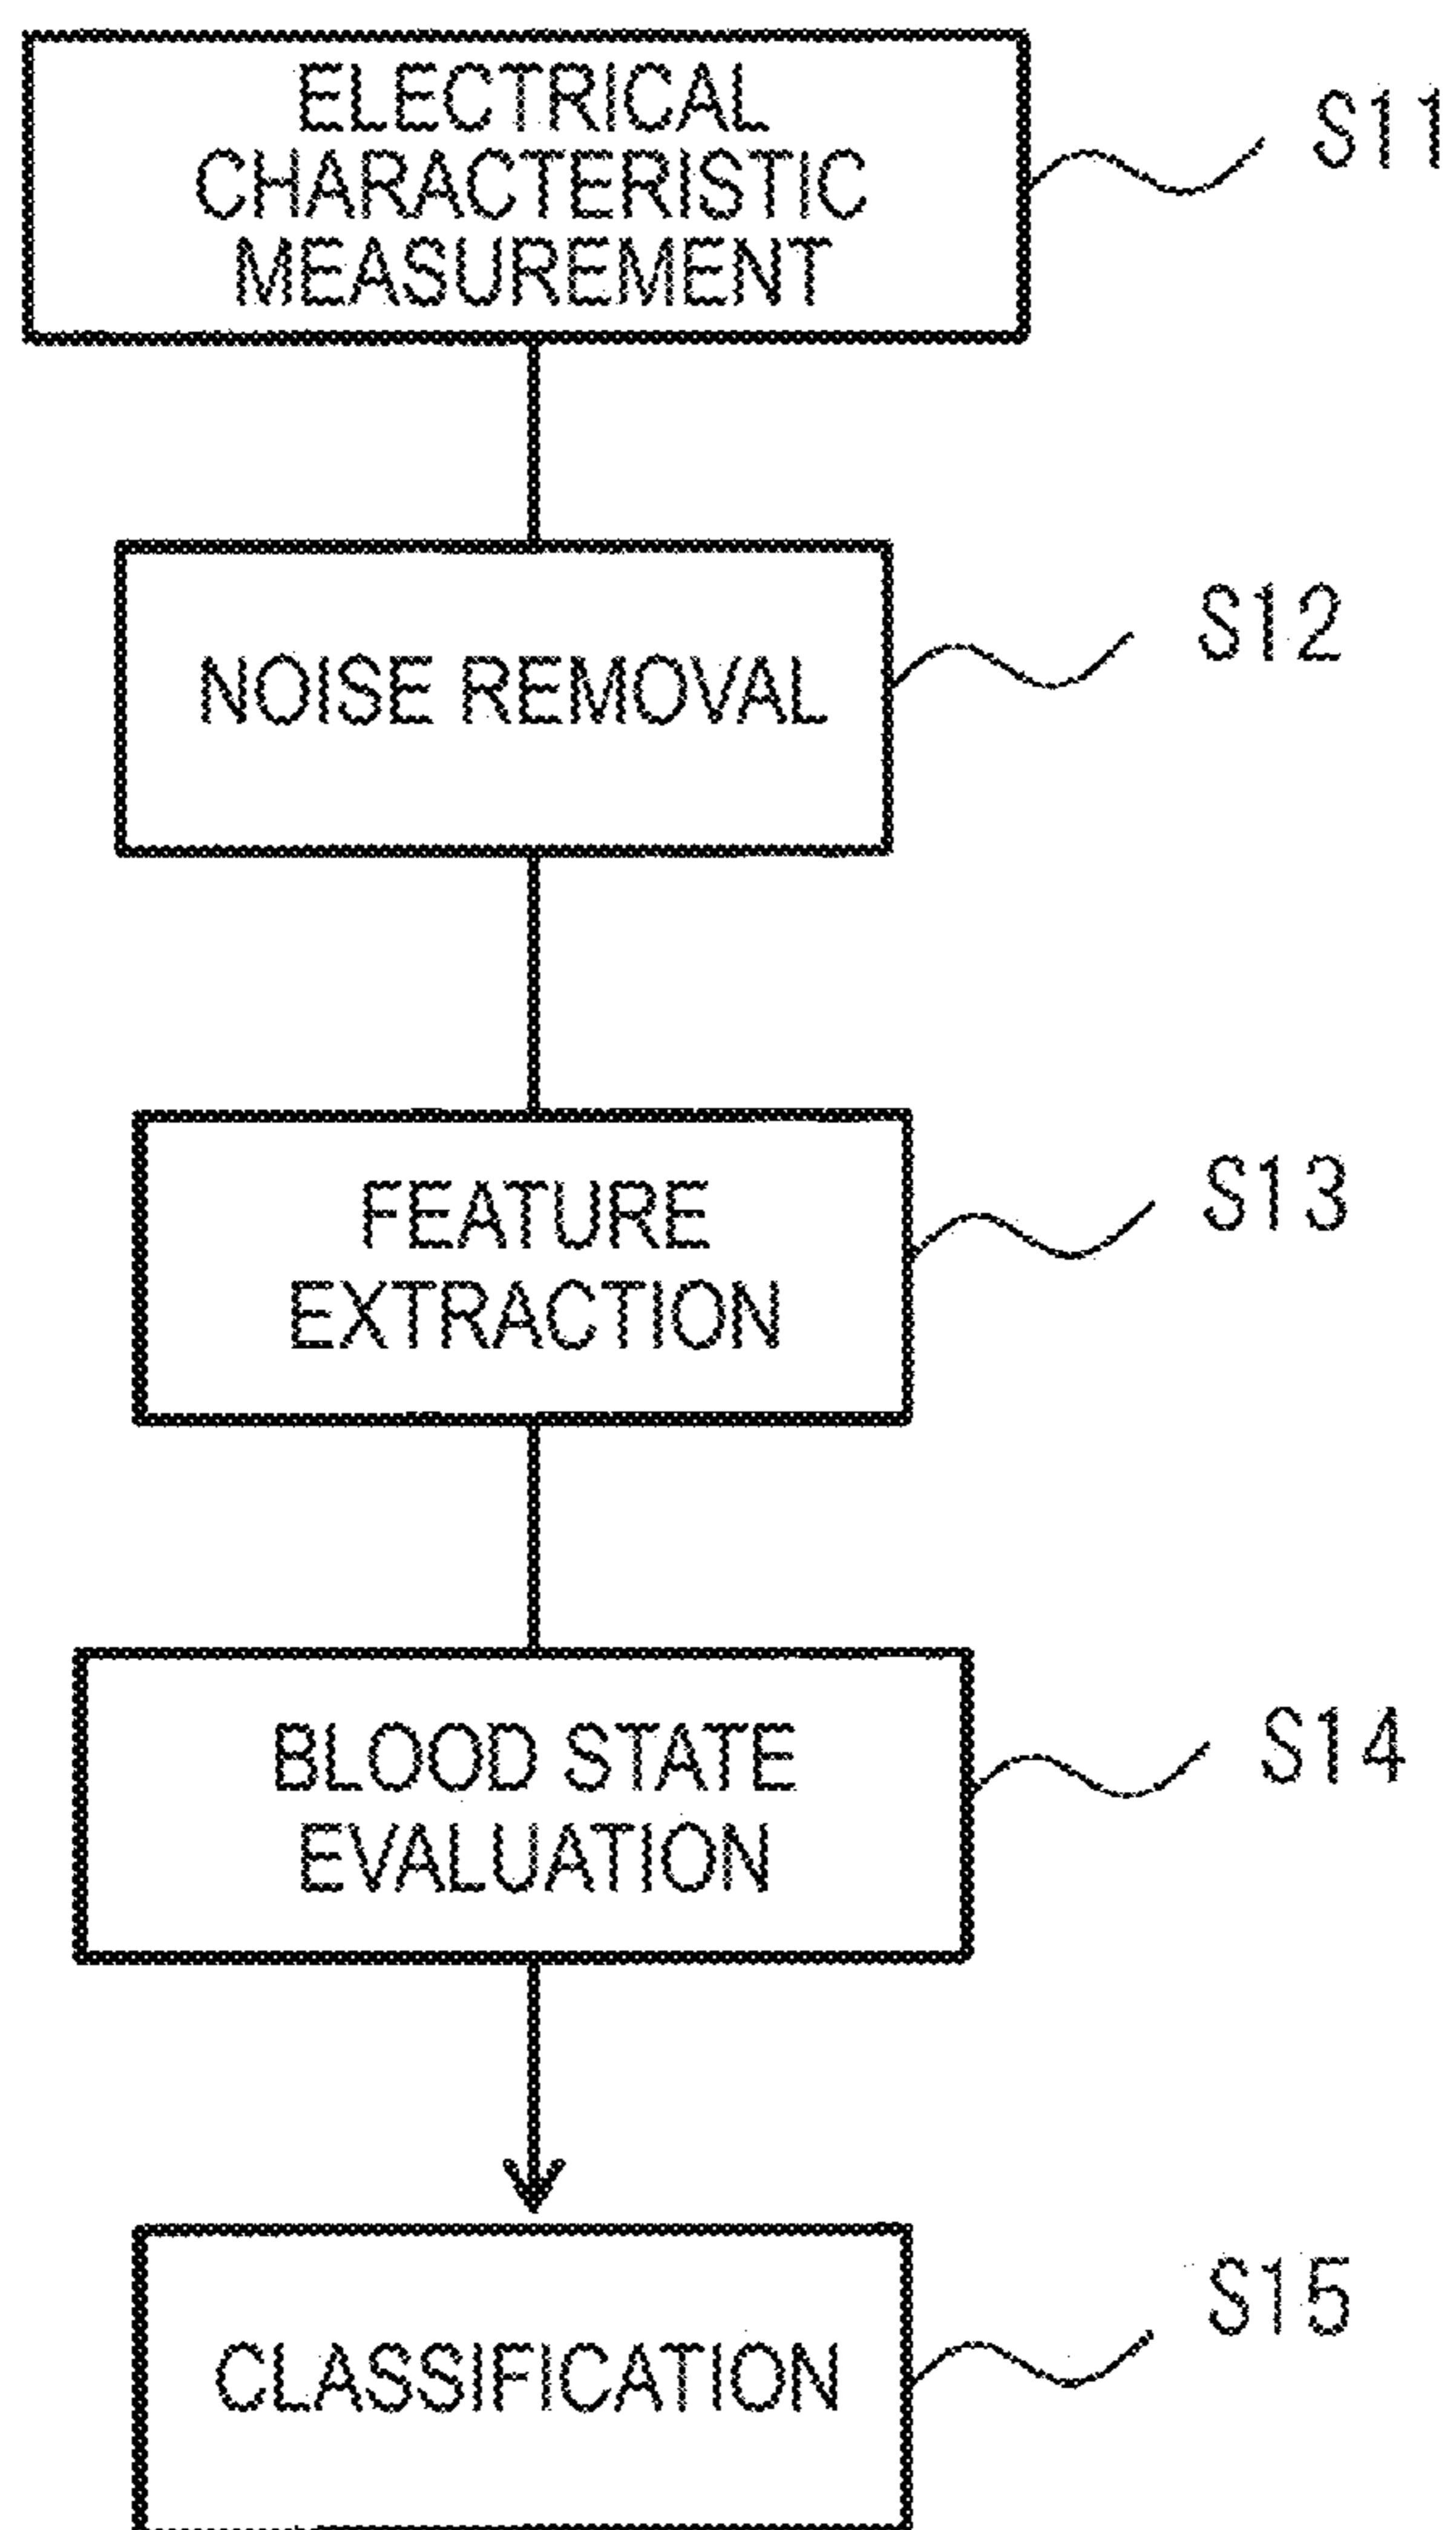 ELECTRICAL
CHARACTERISTIC
MEASUREMENT
S11
NOISE REMOVAL
S12
FEATURE
EXTRACTION
S13
BLOOD STATE
EVALUATION
S14
CLASSIFICATION
S15